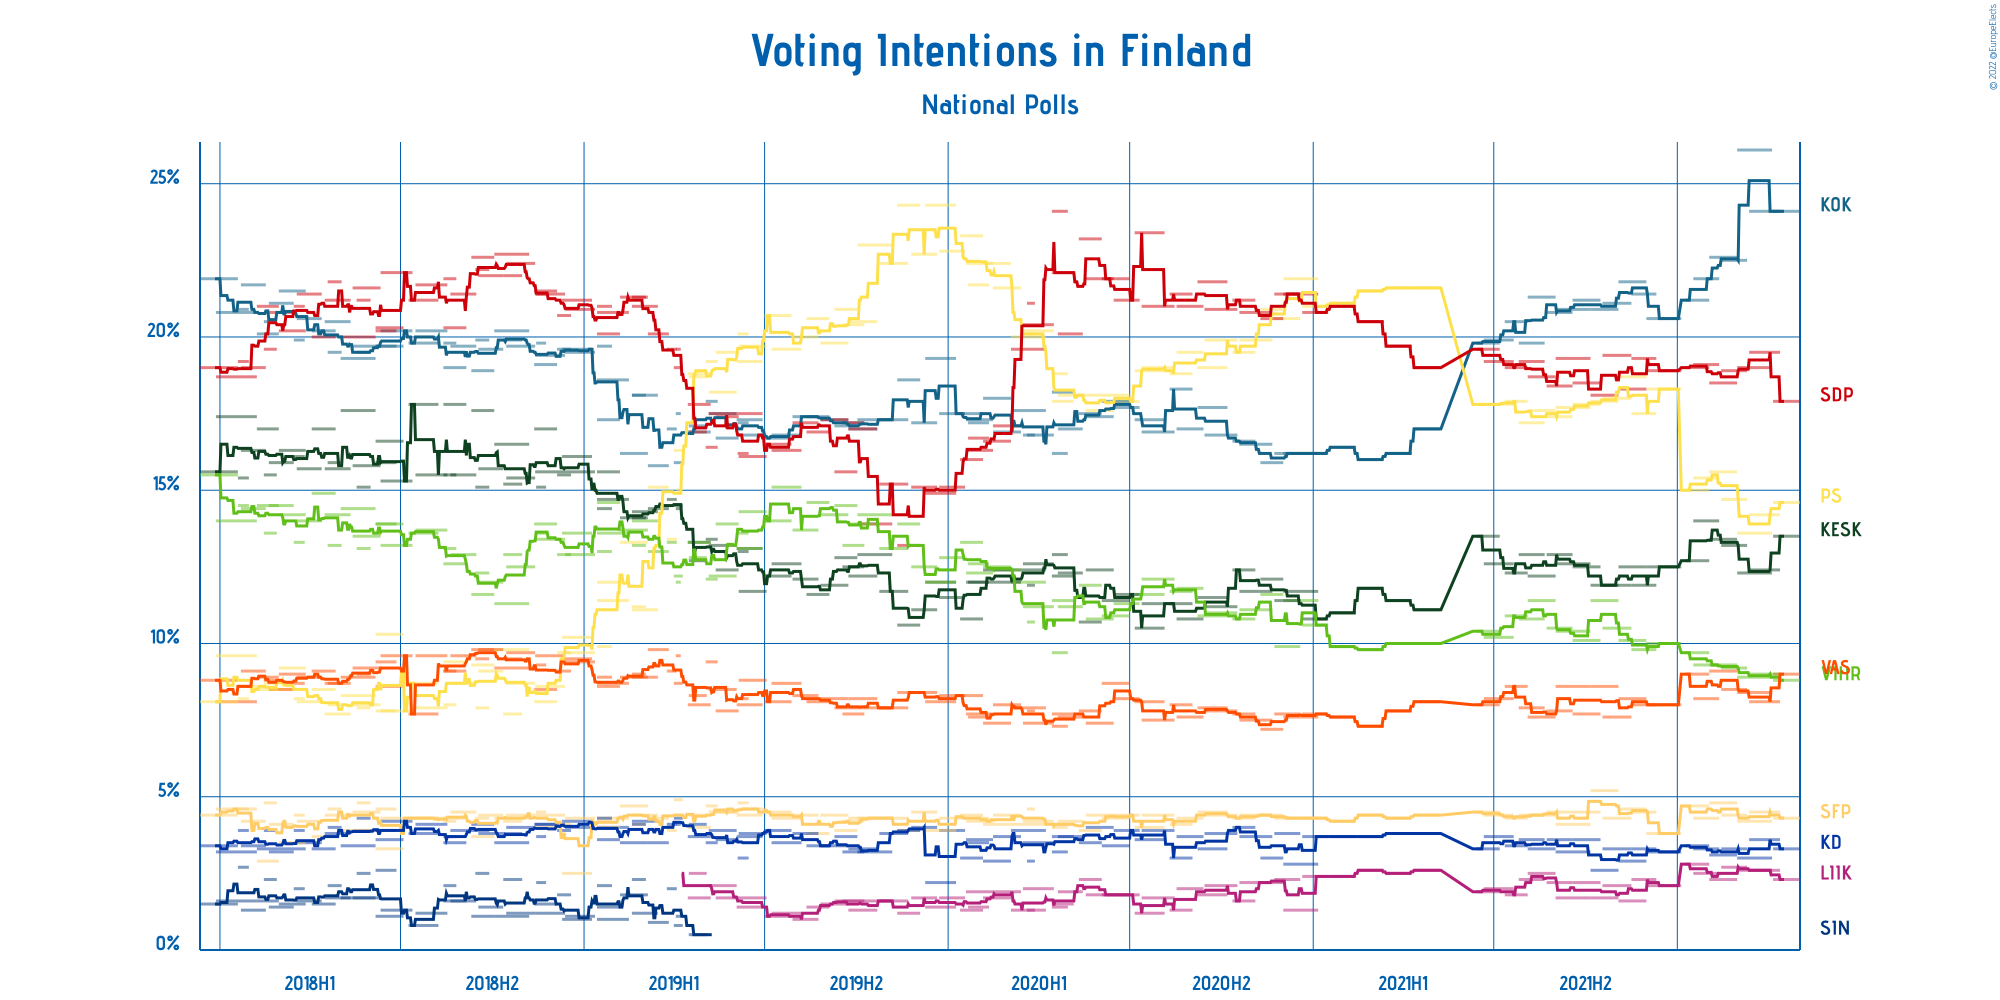 © 2022 @EuropeElects
Voting Intentions in Finland
National Polls
25%
20%
15%
10%
5%
0%
KOK
SDP
PS
KESK
VAS
VIHR
SFP
KD
LIIK
SIN
2018H1
2018H2
2019H1
2019H2
2020H1
2020H2
2021H1
2021H2